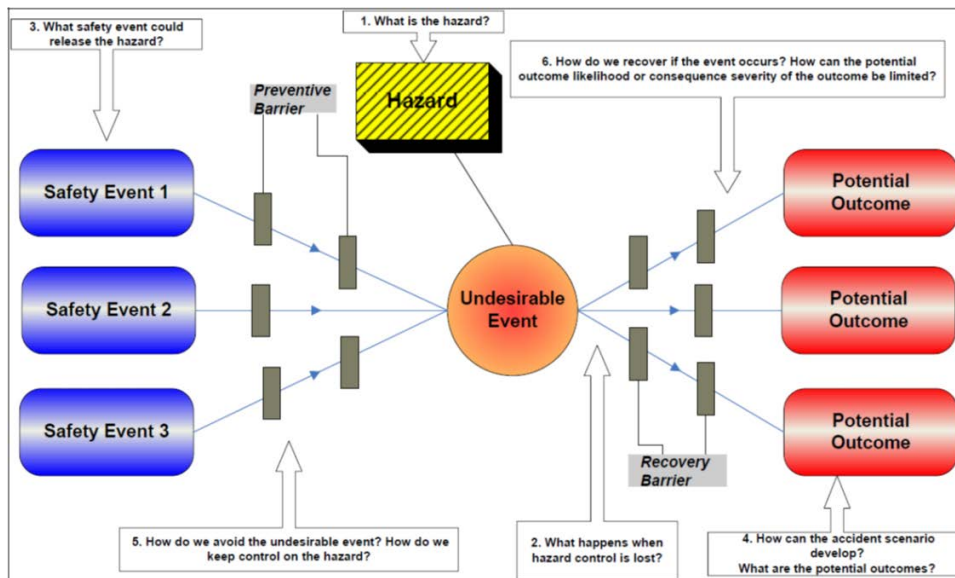 3. What safety event could
release the hazard?
1. What is the hazard?
6. How do we recover if the event occurs? How can the potential
outcome likelihood or consequence severity of the outcome be limited?
Preventive
Barrier
Hazard
Safety Event 1
Safety Event 2
Safety Event 3
Undesirable
Event
Potential
Outcome
Potential
Outcome
Potential
Outcome
Recovery
Barrier
5. How do we avoid the undesirable event? How do we
keep control on the hazard?
2. What happens when
hazard control is lost?
4. How can the accident scenario
develop?
What are the potential outcomes?